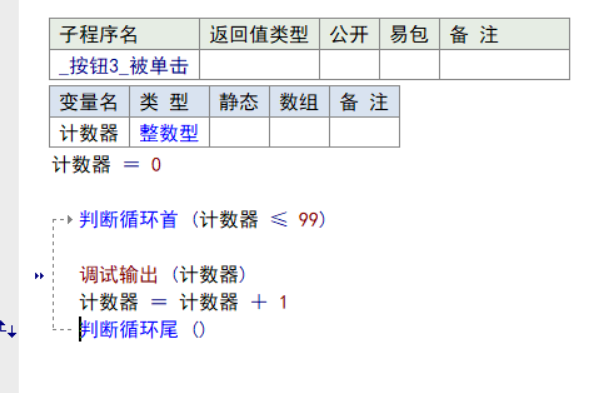 子程序名 返回值类型 公开 易包 备 注
_按钮3_被单击
变量名 类 型 静态 数组 备 注
计数器 整数型
计数器 ＝ 0
判断循环首 (计数器 ≤ 99)
调试输出 (计数器)
计数器 ＝ 计数器 ＋ 1
判断循环尾 ()